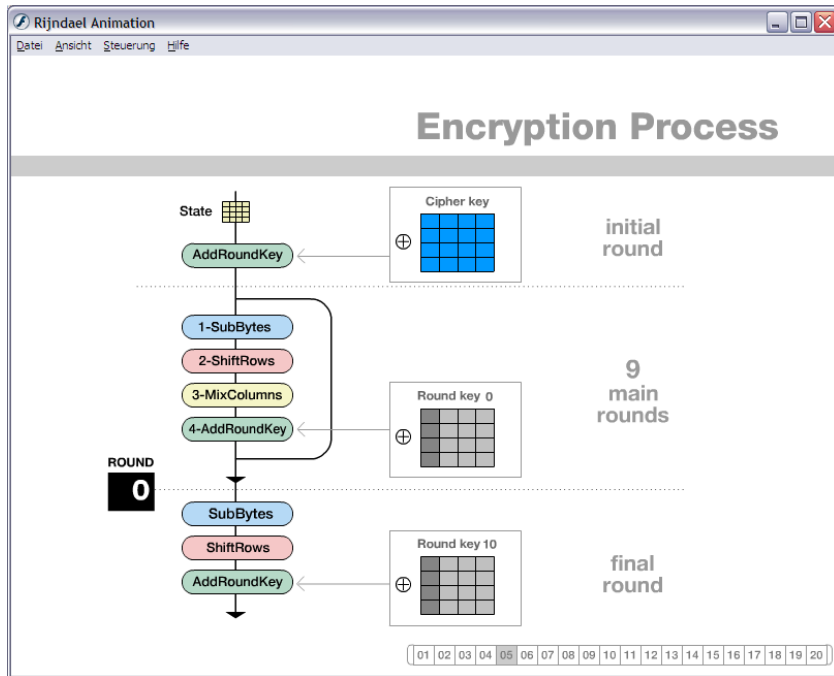 Rijndael Animation
Datei Ansicht Steuerung Hilfe
Encryption Process
State
Cipher key
initial
round
AddRoundKey
1-SubBytes
2-ShiftRows
3-MixColumns
4-AddRoundKey
Round key 0
9
main
rounds
ROUND
0
SubBytes
ShiftRows
AddRoundKey
Round key 10
final
round
01 02 03 04 05 06 07 08 09 10 11 12 13 14 15 16 17 18 19 20